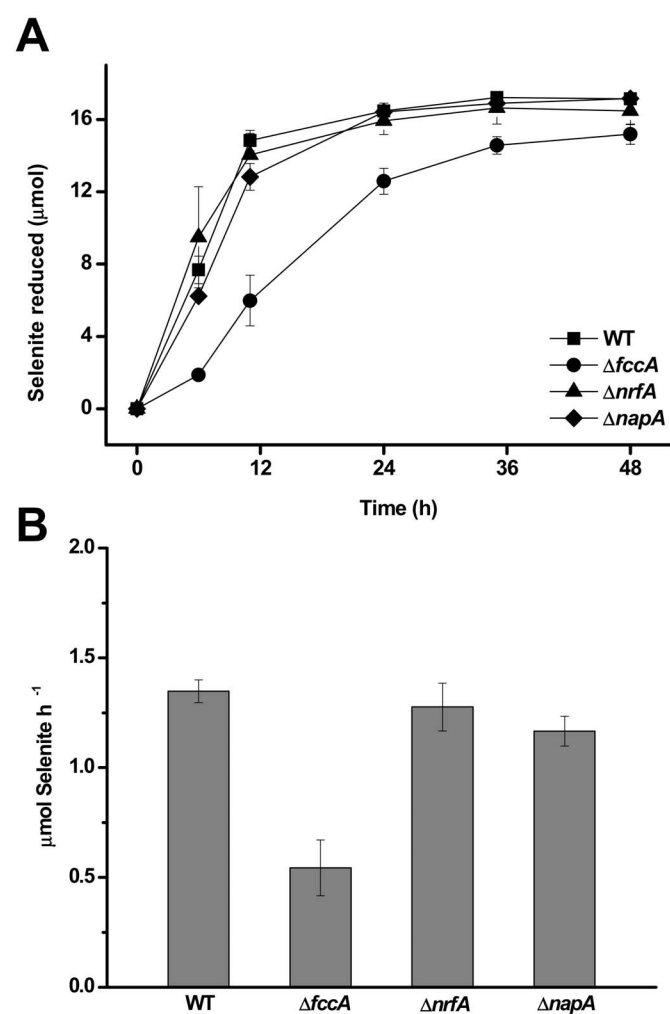 A
Selenite reduced (μmol)
16
12
8
4
0
WT
ΔfccA
ΔnrfA
ΔnapA
0 12 24 36 48
Time (h)
B
μmol Selenite h -1
2.0
1.5
1.0
0.5
0.0
WT ΔfccA ΔnrfA ΔnapA